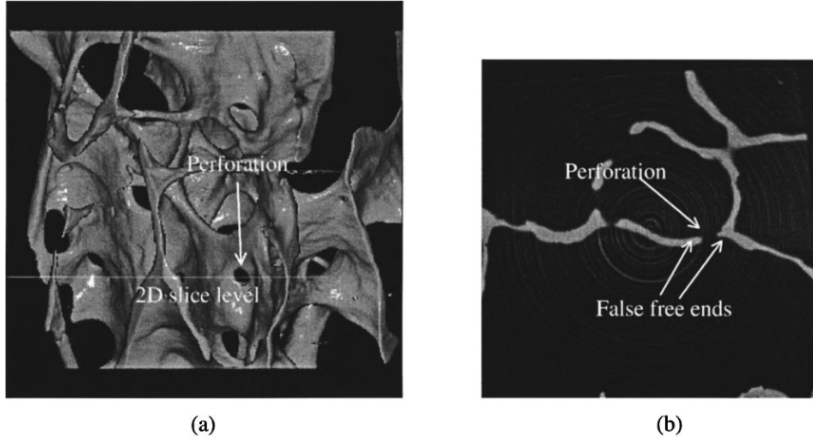 Perforation
2D slice level
Perforation
False free ends
(a)
(b)